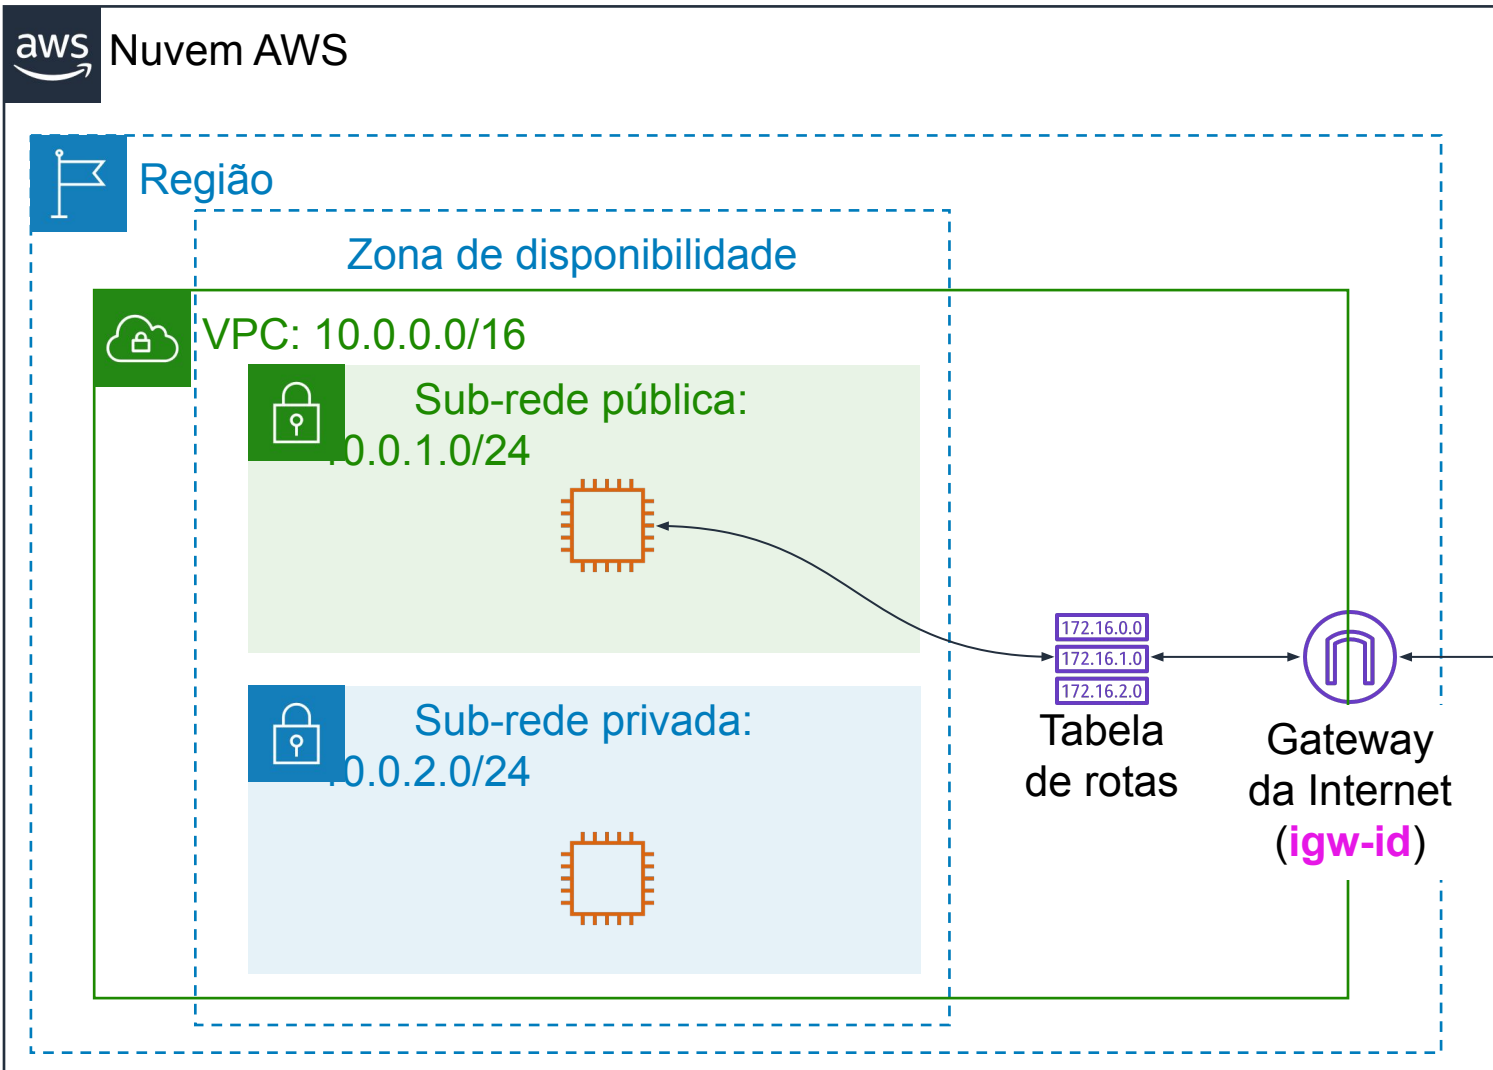 aws
Nuvem AWS
Região
Zona de disponibilidade
VPC: 10.0.0.0/16
Sub-rede pública:
0.0.1.0/24
172.16.0.0
172.16.1.0
172.16.2.0
Sub-rede privada:
0.0.2.0/24
Tabela
de rotas
Gateway
da Internet
(igw-id)